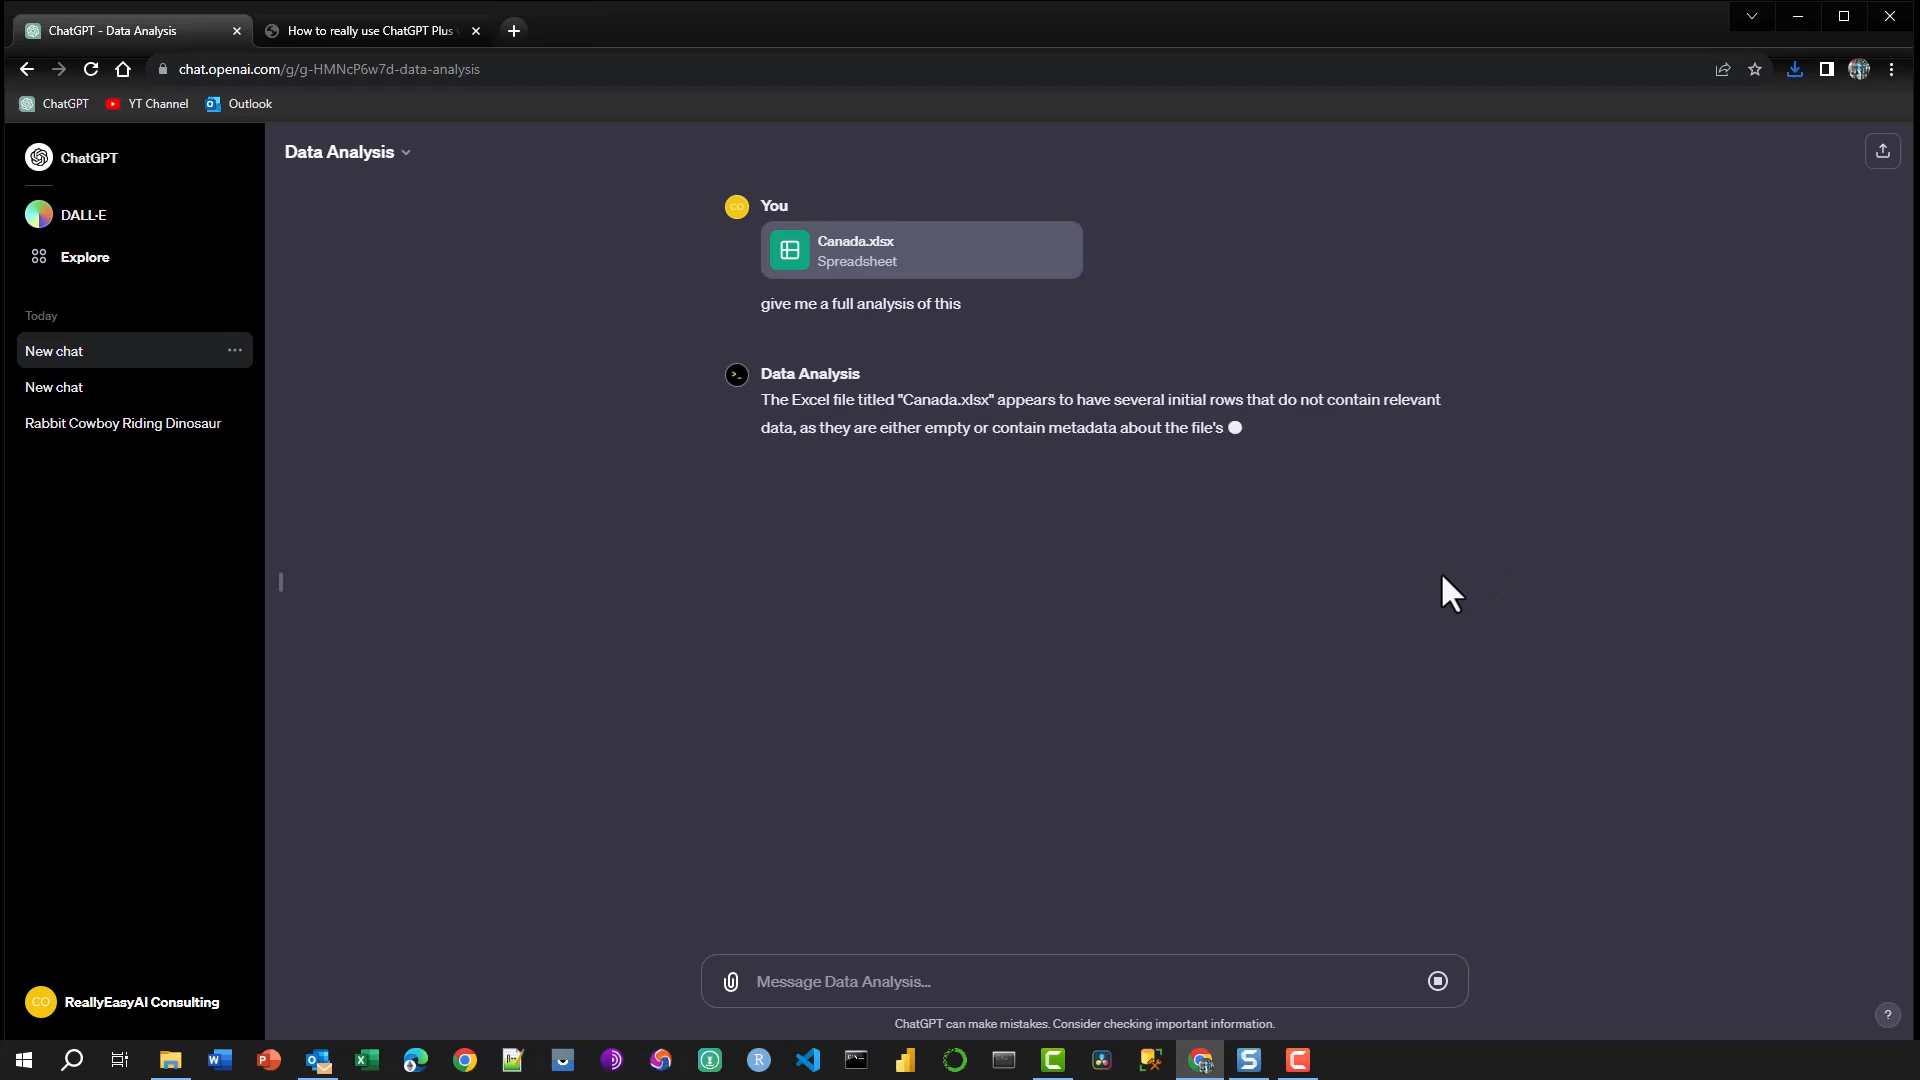 ChatGPT - Data Analysis
How to really use ChatGPT Plus
chat.openai.com/g/g-HMNcP6w7d-data-analysis
ChatGPT
YT Channel
Outlook
ChatGPT
DALL·E
Explore
Today
New chat
New chat
Rabbit Cowboy Riding Dinosaur
CO
ReallyEasyAI Consulting
Data Analysis
CO
You
Canada.xlsx
Spreadsheet
give me a full analysis of this
Data Analysis
The Excel file titled "Canada.xlsx" appears to have several initial rows that do not contain relevant
data, as they are either empty or contain metadata about the file's
Message Data Analysis...
ChatGPT can make mistakes. Consider checking important information.
?